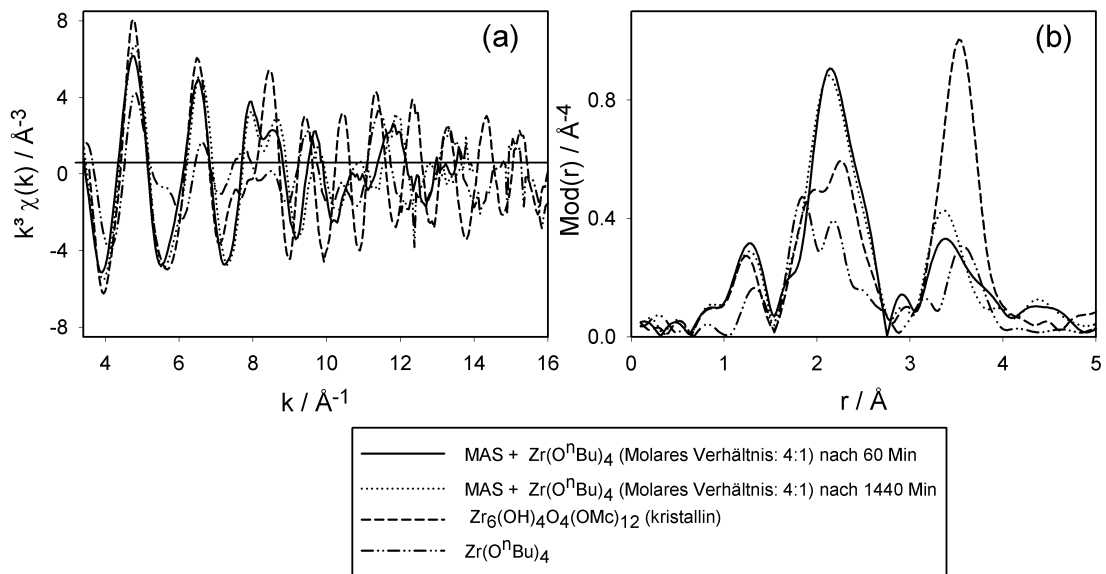 (a)
8
4
0
-4
-8
k³ χ(k) / Å⁻³
4 6 8 10 12 14 16
k / Å⁻¹
(b)
0.8
0.4
0.0
Mod(r) / Å⁻⁴
0 1 2 3 4 5
r / Å
MAS + Zr(OⁿBu)₄ (Molares Verhältnis: 4:1) nach 60 Min
MAS + Zr(OⁿBu)₄ (Molares Verhältnis: 4:1) nach 1440 Min
Zr₆(OH)₄O₄(OMc)₁₂ (kristallin)
Zr(OⁿBu)₄